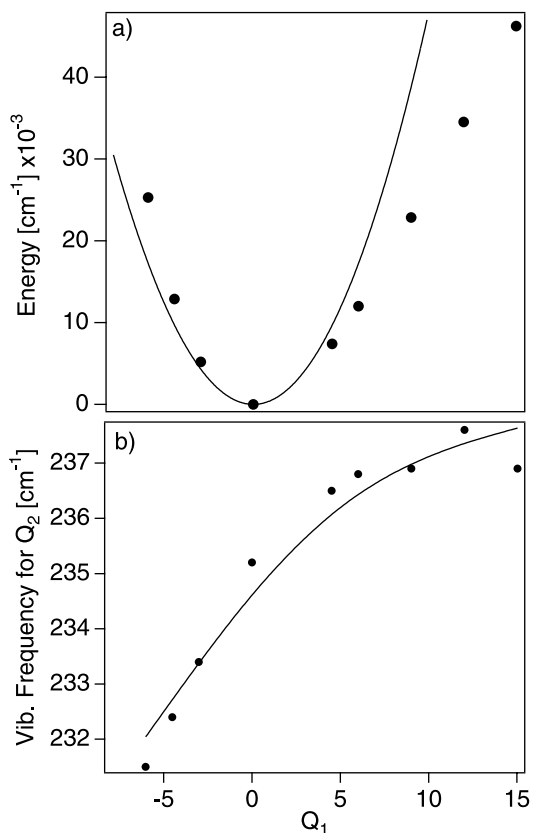 a)
Energy [cm⁻¹] x10⁻³
40
30
20
10
0
b)
Vib. Frequency for Q₂ [cm⁻¹]
237
236
235
234
233
232
-5 0 5 10 15
Q₁